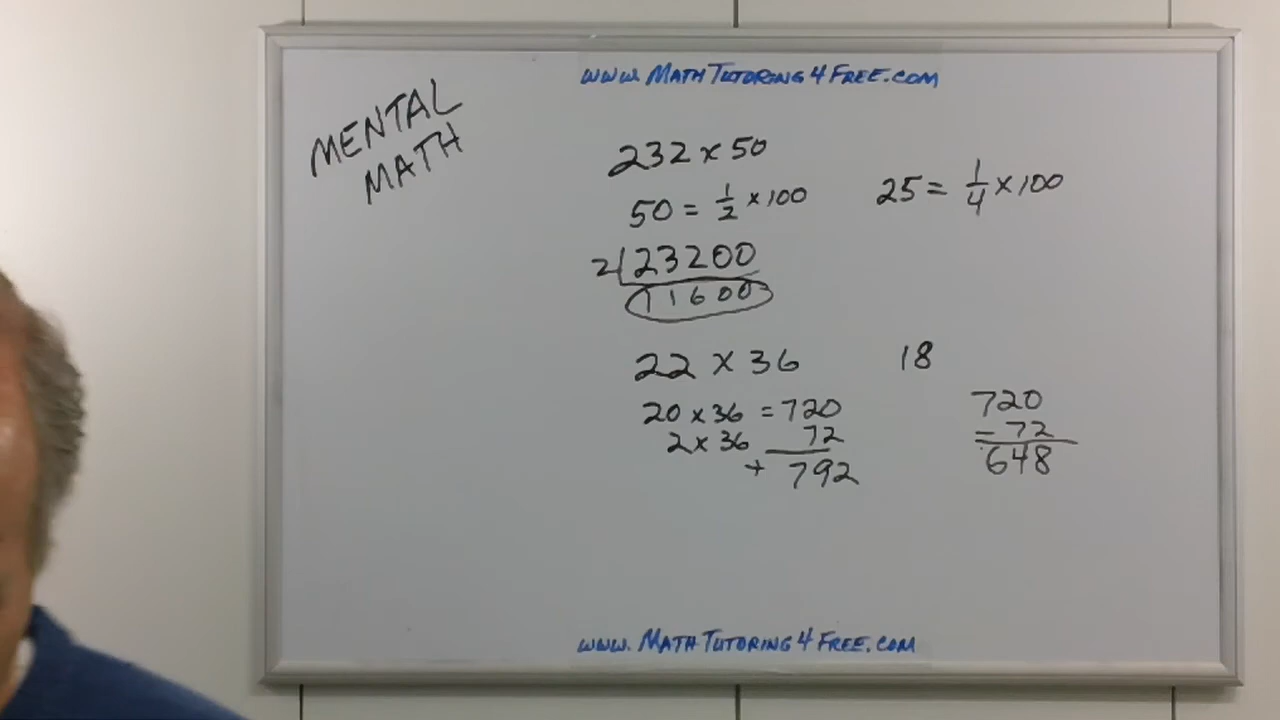 www.MathTutoring4Free.com
MENTAL
MATH
232 x 50
50 = 1/2 x 100
25 = 1/4 x 100
2 23200
11600
22 x 36
18
20 x 36 = 720
2 x 36 72
+ 792
720
- 72
648
www.MathTutoring4Free.com